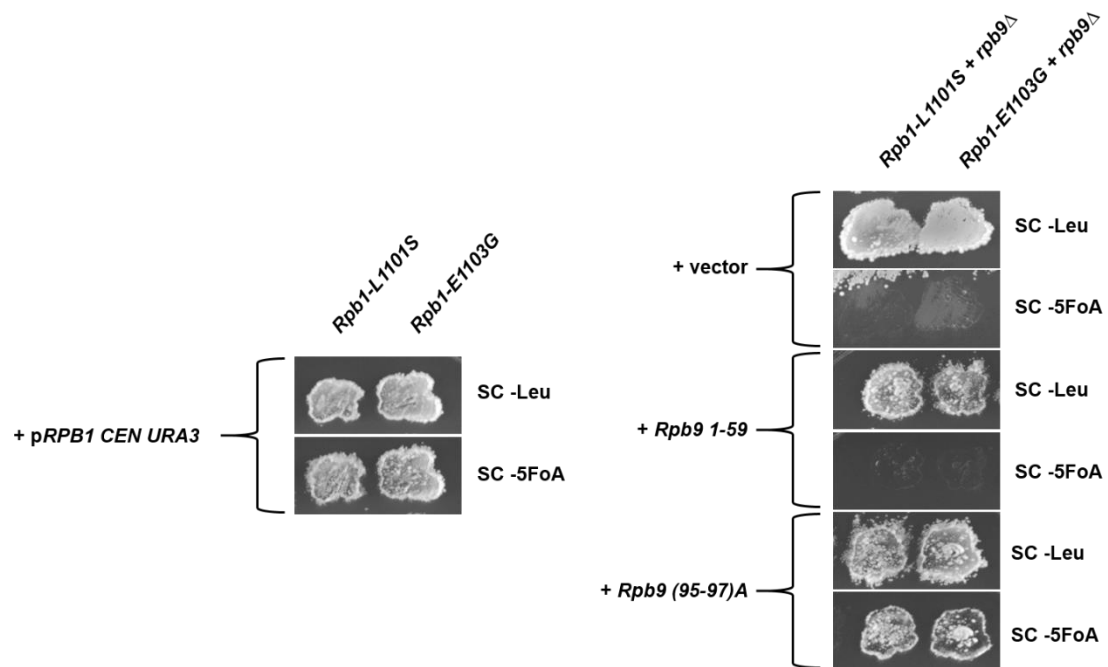 Rpb1-L1101S
Rpb1-E1103G
+ pRPB1 CEN URA3
SC -Leu
SC -5FoA
Rpb1-L1101S + rpb9Δ
Rpb1-E1103G + rpb9Δ
+ vector
SC -Leu
SC -5FoA
+ Rpb9 1-59
SC -Leu
SC -5FoA
+ Rpb9 (95-97)A
SC -Leu
SC -5FoA